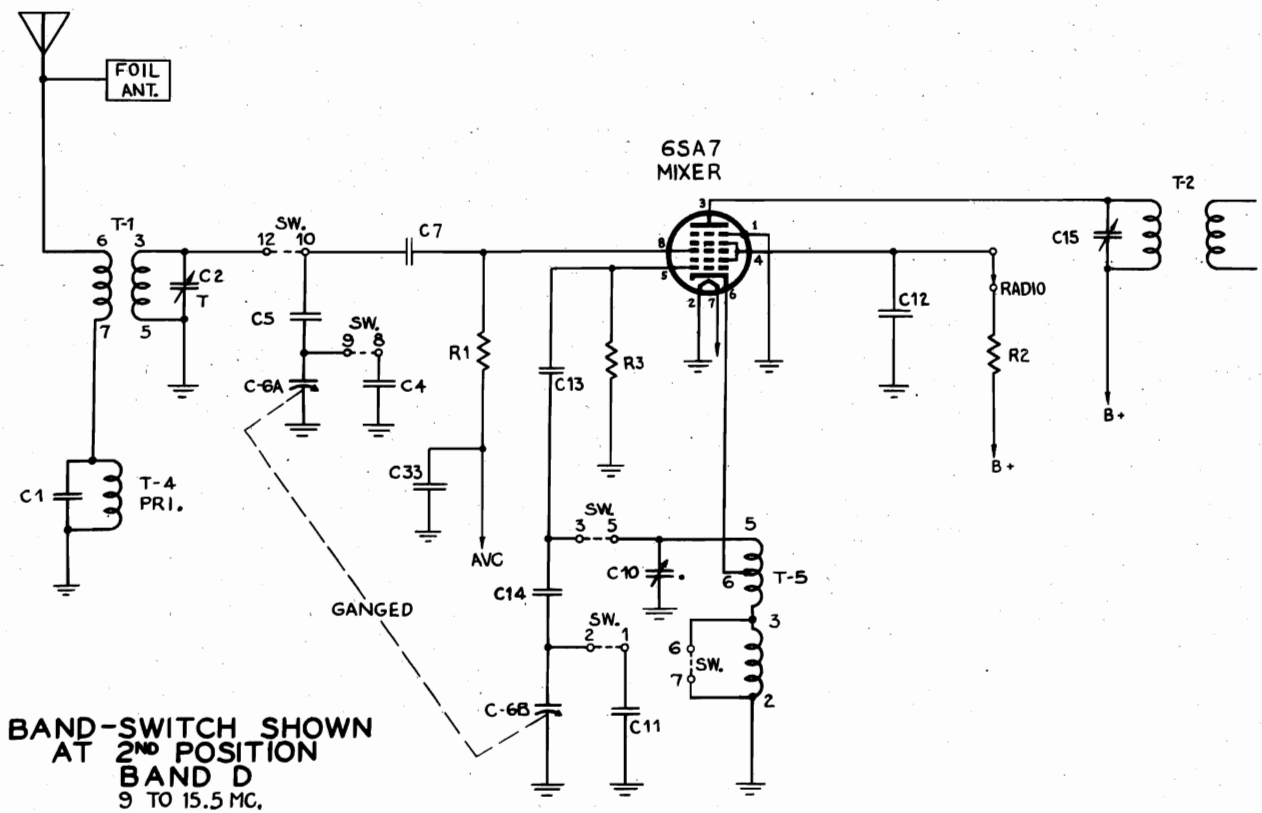 FOIL
ANT.
6SA7
MIXER
3
T-2
T-1
6
3
SW.
12
10
C7
8
1
C15
5
4
C2
T
2
7
6
RADIO
C5
SW.
C12
7
5
9
8
R1
R3
R2
C-6A
C4
C13
B+
B+
C33
C1
T-4
PRI.
SW.
3
5
5
AVC
C10
6
T-5
C14
GANGED
SW.
3
2
1
6
SW.
7
2
C-6B
C11
BAND-SWITCH SHOWN
AT 2ND POSITION
BAND D
9 TO 15.5 MC.